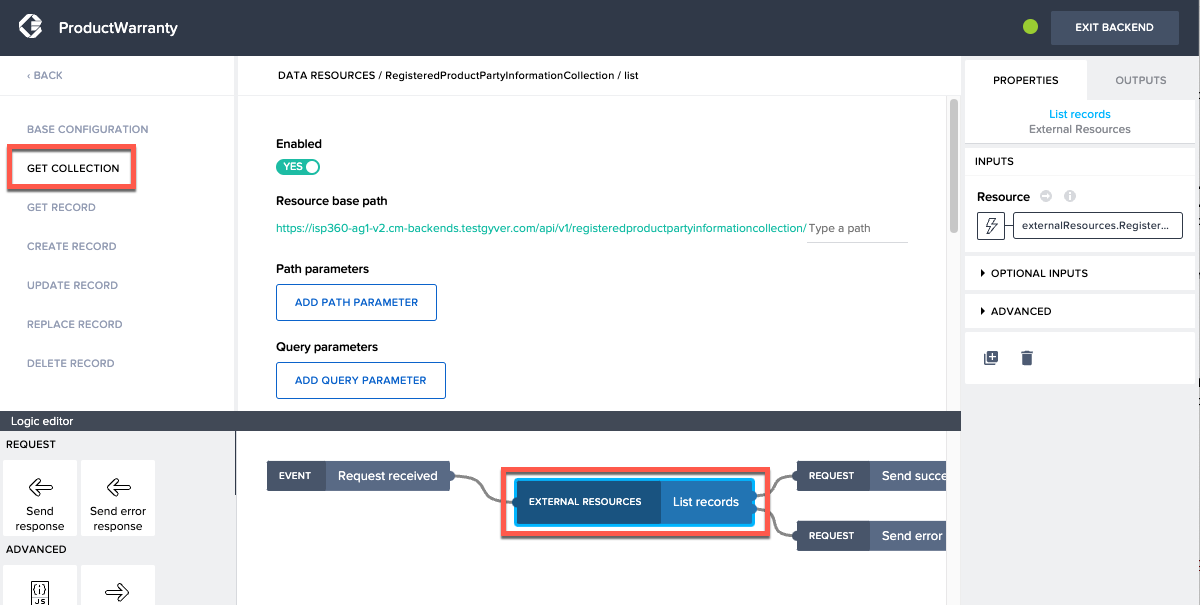 ProductWarranty
EXIT BACKEND
‹ BACK
BASE CONFIGURATION
GET COLLECTION
GET RECORD
CREATE RECORD
UPDATE RECORD
REPLACE RECORD
DELETE RECORD
DATA RESOURCES / RegisteredProductPartyInformationCollection / list
Enabled
YES
Resource base path
https://isp360-ag1-v2.cm-backends.testgyver.com/api/v1/registeredproductpartyinformationcollection/ Type a path
Path parameters
ADD PATH PARAMETER
Query parameters
ADD QUERY PARAMETER
PROPERTIES
OUTPUTS
List records
External Resources
INPUTS
Resource
externalResources.Register...
OPTIONAL INPUTS
ADVANCED
Logic editor
REQUEST
Send
response
Send error
response
ADVANCED
JS
EVENT Request received
EXTERNAL RESOURCES List records
REQUEST Send succe
REQUEST Send error